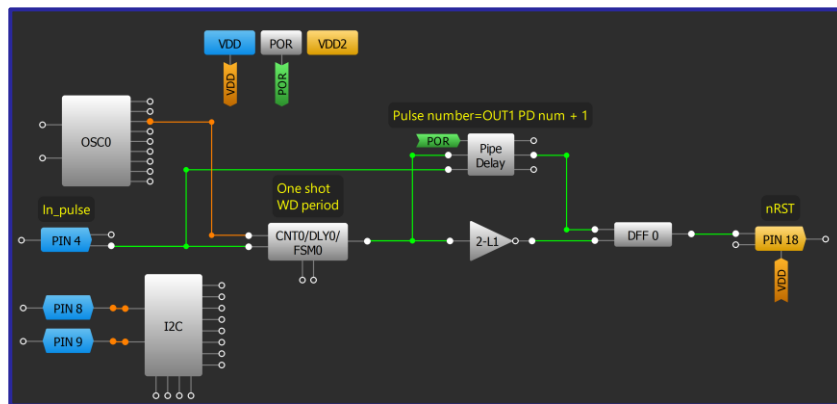 VDD POR VDD2
VDD
POR
Pulse number=OUT1 PD num + 1
OSC0
POR
Pipe
Delay
In_pulse
One shot
WD period
nRST
PIN 4
CNT0/DLY0/
FSM0
2-L1
DFF 0
PIN 18
VDD
PIN 8
I2C
PIN 9